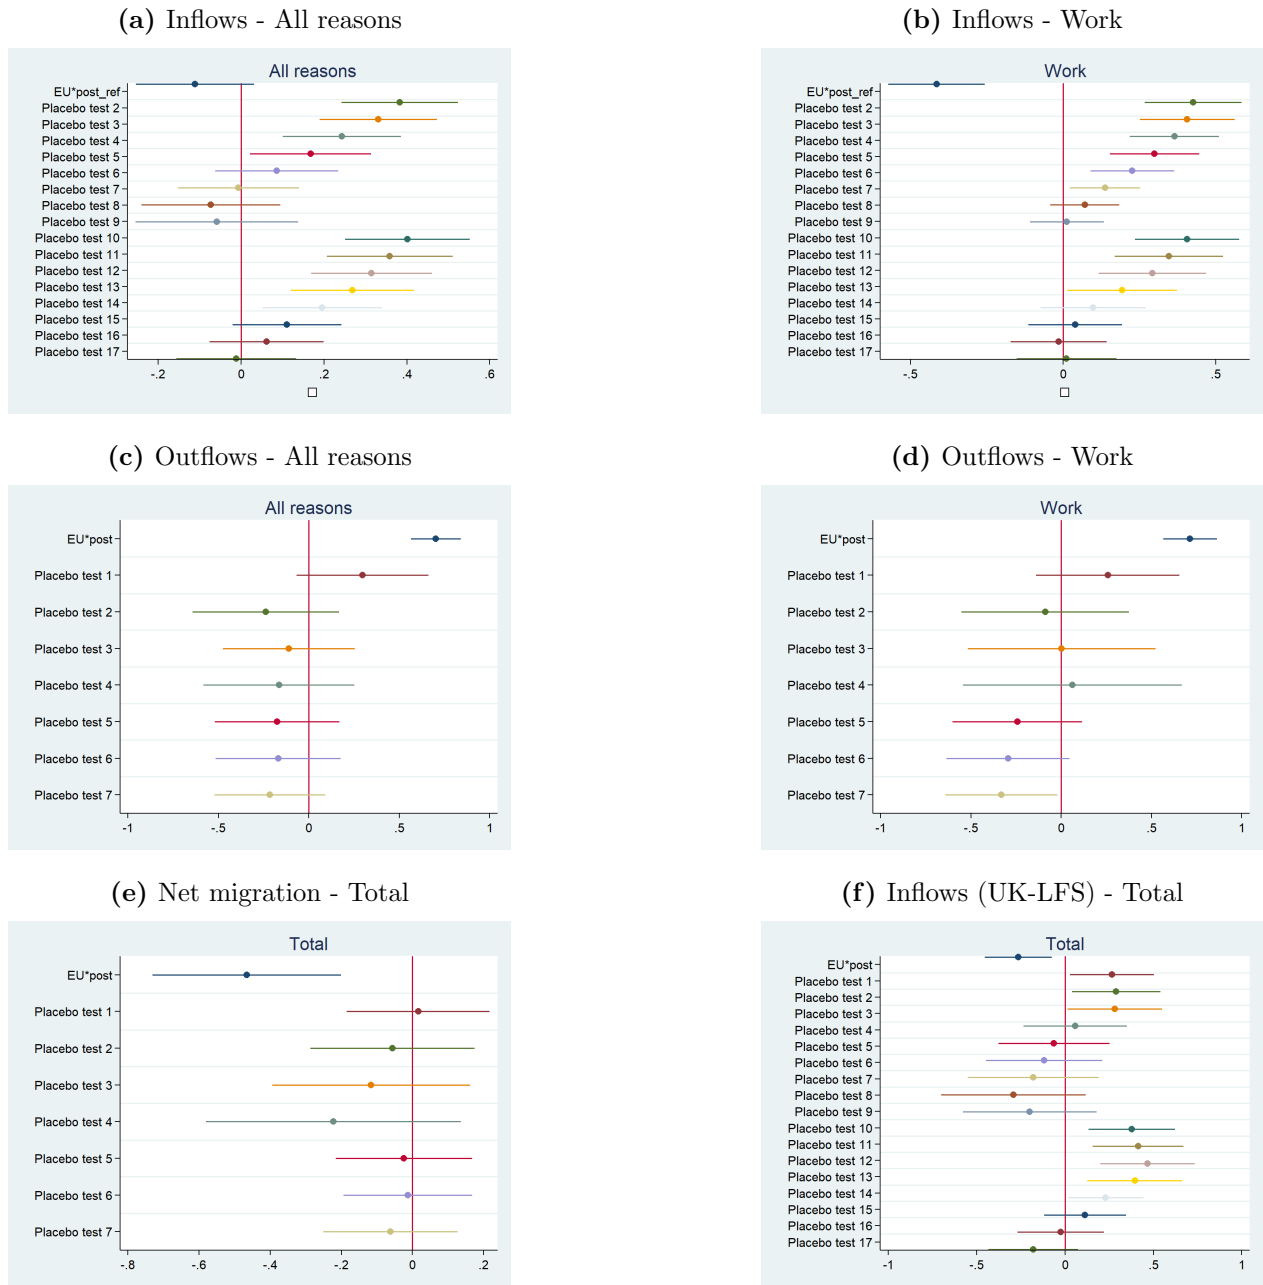 (a) Inflows - All reasons
All reasons
EU*post_ref
Placebo test 2
Placebo test 3
Placebo test 4
Placebo test 5
Placebo test 6
Placebo test 7
Placebo test 8
Placebo test 9
Placebo test 10
Placebo test 11
Placebo test 12
Placebo test 13
Placebo test 14
Placebo test 15
Placebo test 16
Placebo test 17
-.2 0 .2 .4 .6
(b) Inflows - Work
Work
EU*post_ref
Placebo test 2
Placebo test 3
Placebo test 4
Placebo test 5
Placebo test 6
Placebo test 7
Placebo test 8
Placebo test 9
Placebo test 10
Placebo test 11
Placebo test 12
Placebo test 13
Placebo test 14
Placebo test 15
Placebo test 16
Placebo test 17
-.5 0 .5
(c) Outflows - All reasons
All reasons
EU*post
Placebo test 1
Placebo test 2
Placebo test 3
Placebo test 4
Placebo test 5
Placebo test 6
Placebo test 7
-1 -.5 0 .5 1
(d) Outflows - Work
Work
EU*post
Placebo test 1
Placebo test 2
Placebo test 3
Placebo test 4
Placebo test 5
Placebo test 6
Placebo test 7
-1 -.5 0 .5 1
(e) Net migration - Total
Total
EU*post
Placebo test 1
Placebo test 2
Placebo test 3
Placebo test 4
Placebo test 5
Placebo test 6
Placebo test 7
-.8 -.6 -.4 -.2 0 .2
(f) Inflows (UK-LFS) - Total
Total
EU*post
Placebo test 1
Placebo test 2
Placebo test 3
Placebo test 4
Placebo test 5
Placebo test 6
Placebo test 7
Placebo test 8
Placebo test 9
Placebo test 10
Placebo test 11
Placebo test 12
Placebo test 13
Placebo test 14
Placebo test 15
Placebo test 16
Placebo test 17
-1 -.5 0 .5 1